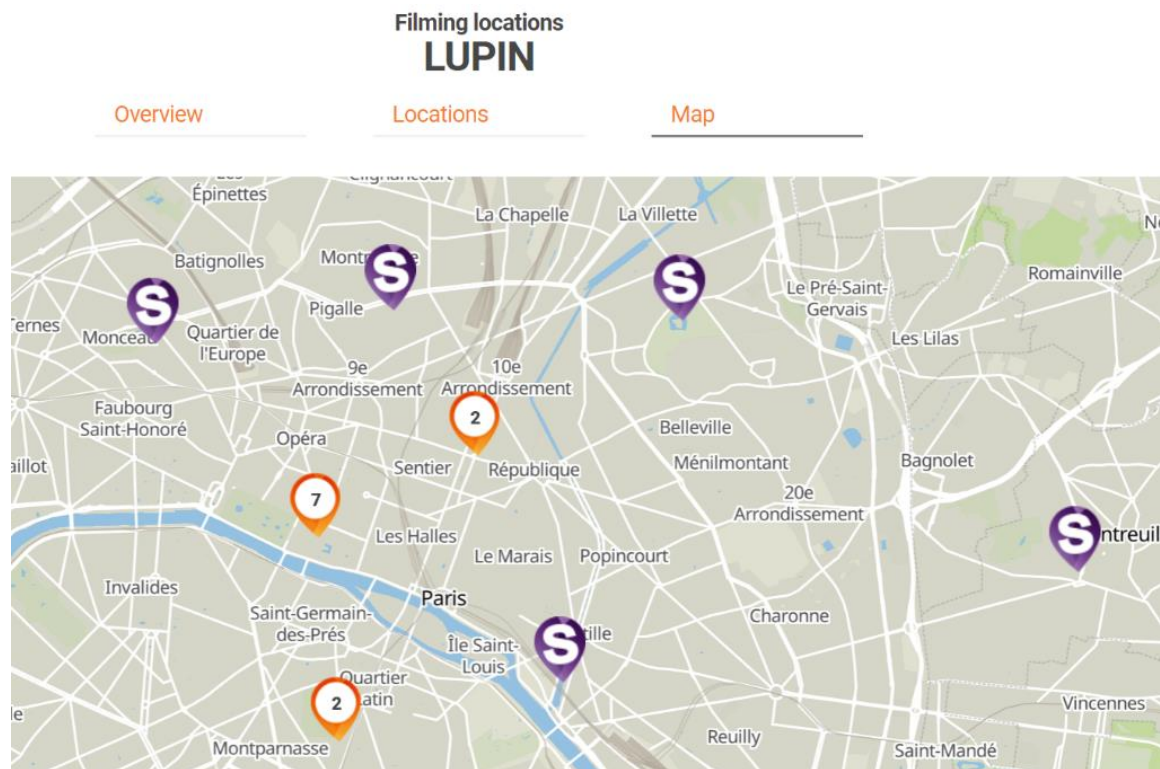 Filming locations
LUPIN
Overview
Locations
Map
Épinettes
La Chapelle
La Villette
Batignolles
Romainville
Le Pré-Saint-
Gervais
Pigalle
Quartier de
l'Europe
Les Lilas
9e
Arrondissement
10e
Arrondissement
Faubourg
Saint-Honoré
2
Belleville
Opéra
Sentier
République
Ménilmontant
Bagnolet
7
20e
Arrondissement
Les Halles
Le Marais
Popincourt
Invalides
Paris
Saint-Germain-
des-Prés
Charonne
Île Saint-
Louis
Quartier
2
Montparnasse
Reuilly
Vincennes
Saint-Mandé
S
S
S
S
S